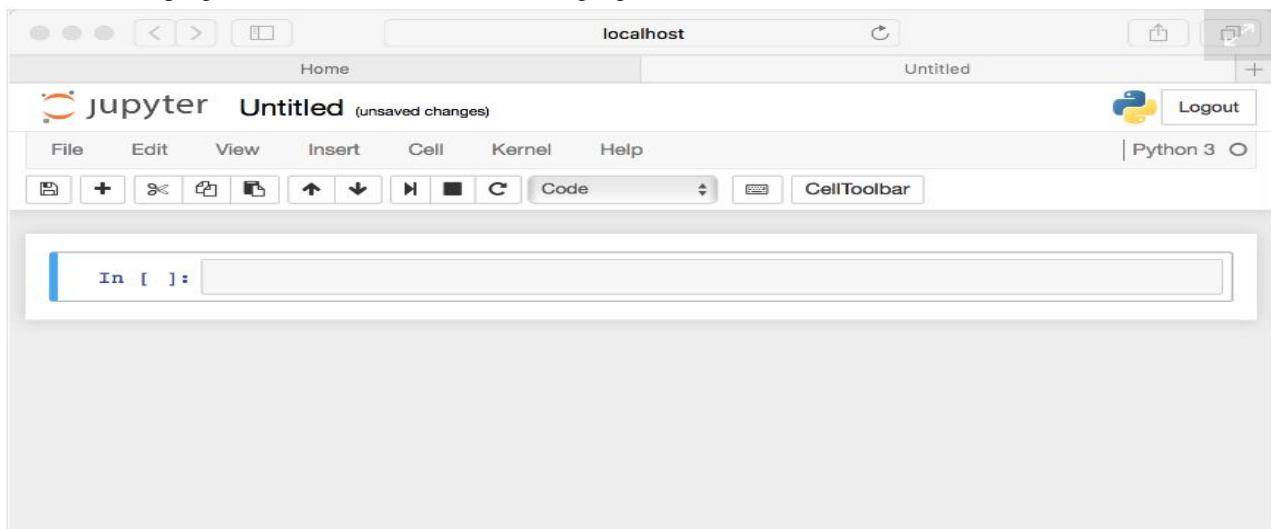 localhost
Home Untitled
jupyter Untitled (unsaved changes) Logout
File Edit View Insert Cell Kernel Help Python 3
Code CellToolbar
In [ ]: